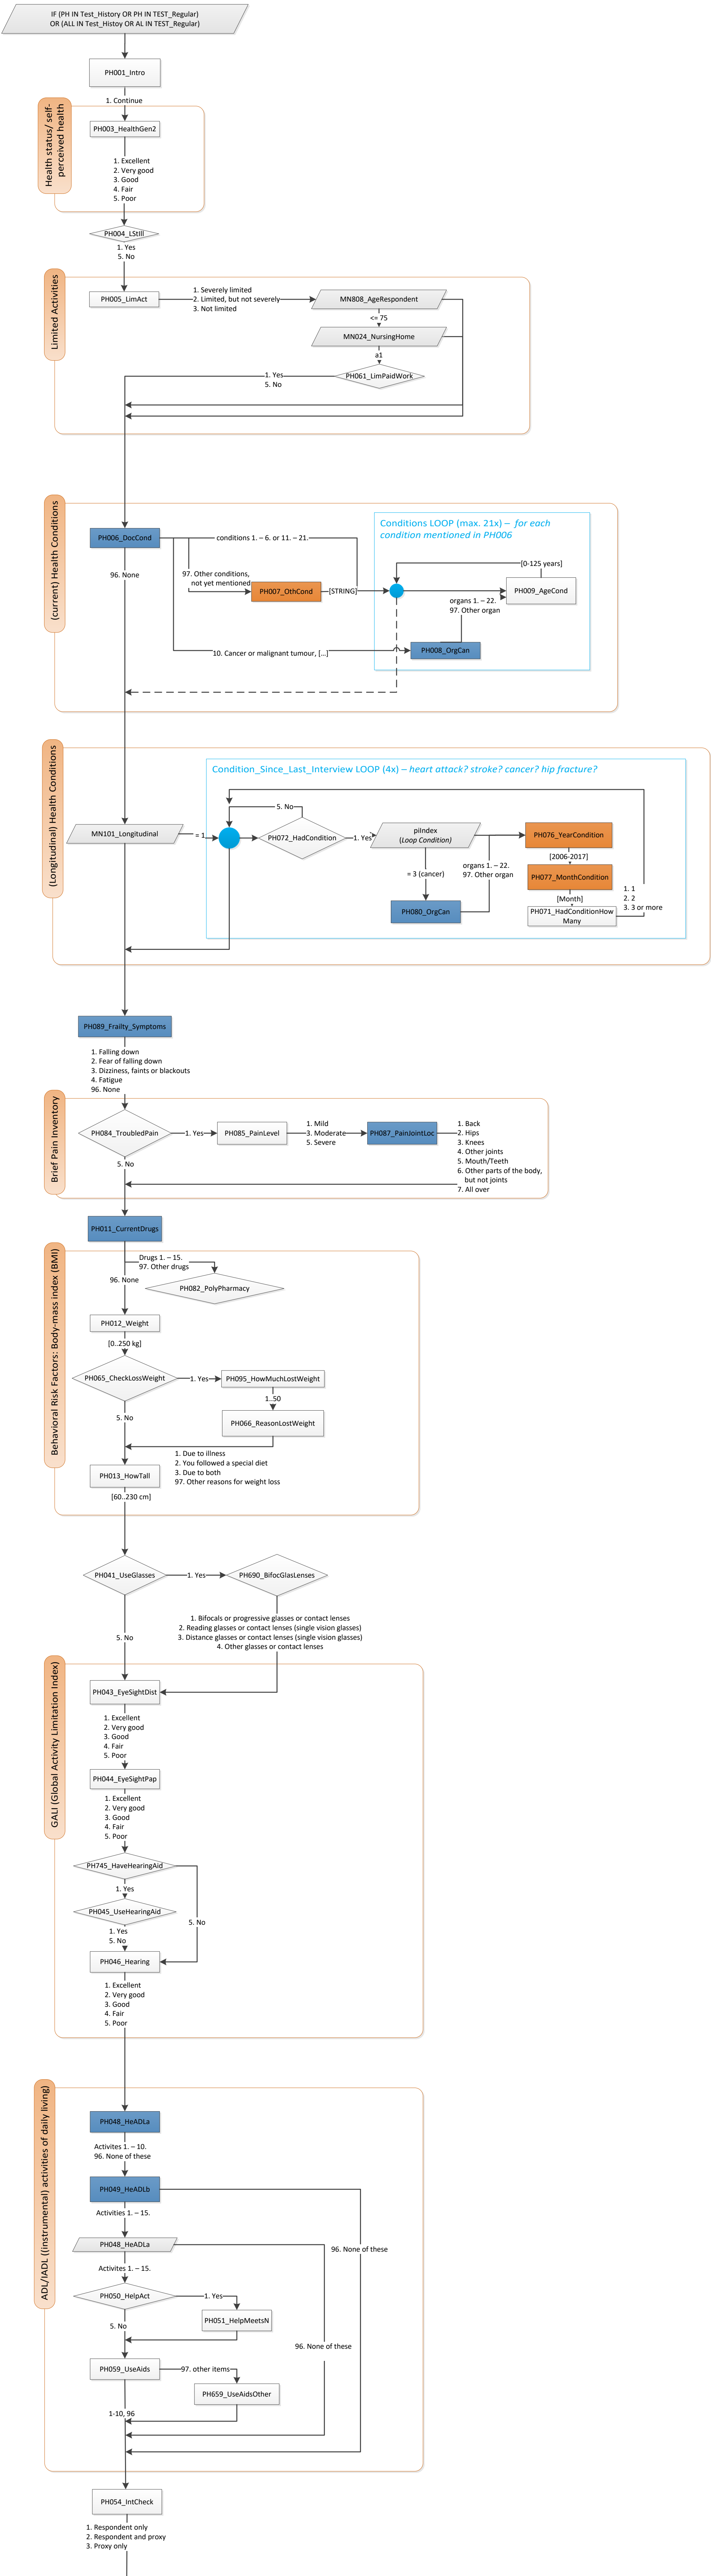 IF (PH IN Test_History OR PH IN TEST_Regular)
OR (ALL IN Test_Histoy OR AL IN TEST_Regular)
PH001_Intro
1. Continue
Health status/ self-
perceived health
PH003_HealthGen2
1. Excellent
2. Very good
3. Good
4. Fair
5. Poor
PH004_LStill
1. Yes
5. No
Limited Activities
PH005_LimAct
1. Severely limited
2. Limited, but not severely
3. Not limited
MN808_AgeRespondent
<= 75
MN024_NursingHome
a1
PH061_LimPaidWork
1. Yes
5. No
(current) Health Conditions
PH006_DocCond
conditions 1. – 6. or 11. – 21.
Conditions LOOP (max. 21x) – for each
condition mentioned in PH006
96. None
97. Other conditions,
not yet mentioned
PH007_OthCond
[STRING]
[0-125 years]
PH009_AgeCond
organs 1. – 22.
97. Other organ
10. Cancer or malignant tumour, [...]
PH008_OrgCan
(Longitudinal) Health Conditions
Condition_Since_Last_Interview LOOP (4x) – heart attack? stroke? cancer? hip fracture?
MN101_Longitudinal
= 1
5. No
PH072_HadCondition
1. Yes
piIndex
(Loop Condition)
= 3 (cancer)
PH080_OrgCan
organs 1. – 22.
97. Other organ
PH076_YearCondition
[2006-2017]
PH077_MonthCondition
[Month]
PH071_HadConditionHow
Many
1. 1
2. 2
3. 3 or more
PH089_Frailty_Symptoms
1. Falling down
2. Fear of falling down
3. Dizziness, faints or blackouts
4. Fatigue
96. None
Brief Pain Inventory
PH084_TroubledPain
1. Yes
PH085_PainLevel
1. Mild
3. Moderate
5. Severe
PH087_PainJointLoc
1. Back
2. Hips
3. Knees
4. Other joints
5. Mouth/Teeth
6. Other parts of the body,
but not joints
7. All over
5. No
PH011_CurrentDrugs
Behavioral Risk Factors: Body-mass index (BMI)
Drugs 1. – 15.
97. Other drugs
96. None
PH082_PolyPharmacy
PH012_Weight
[0..250 kg]
PH065_CheckLossWeight
1. Yes
PH095_HowMuchLostWeight
1..50
PH066_ReasonLostWeight
5. No
1. Due to illness
2. You followed a special diet
3. Due to both
97. Other reasons for weight loss
PH013_HowTall
[60..230 cm]
PH041_UseGlasses
1. Yes
PH690_BifocGlasLenses
1. Bifocals or progressive glasses or contact lenses
2. Reading glasses or contact lenses (single vision glasses)
3. Distance glasses or contact lenses (single vision glasses)
4. Other glasses or contact lenses
5. No
GALI (Global Activity Limitation Index)
PH043_EyeSightDist
1. Excellent
2. Very good
3. Good
4. Fair
5. Poor
PH044_EyeSightPap
1. Excellent
2. Very good
3. Good
4. Fair
5. Poor
PH745_HaveHearingAid
1. Yes
PH045_UseHearingAid
5. No
1. Yes
5. No
PH046_Hearing
1. Excellent
2. Very good
3. Good
4. Fair
5. Poor
ADL/IADL ((instrumental) activities of daily living)
PH048_HeADLa
Activites 1. – 10.
96. None of these
PH049_HeADLb
Activities 1. – 15.
PH048_HeADLa
96. None of these
Activites 1. – 15.
PH050_HelpAct
1. Yes
PH051_HelpMeetsN
5. No
96. None of these
PH059_UseAids
97. other items
PH659_UseAidsOther
1-10, 96
PH054_IntCheck
1. Respondent only
2. Respondent and proxy
3. Proxy only